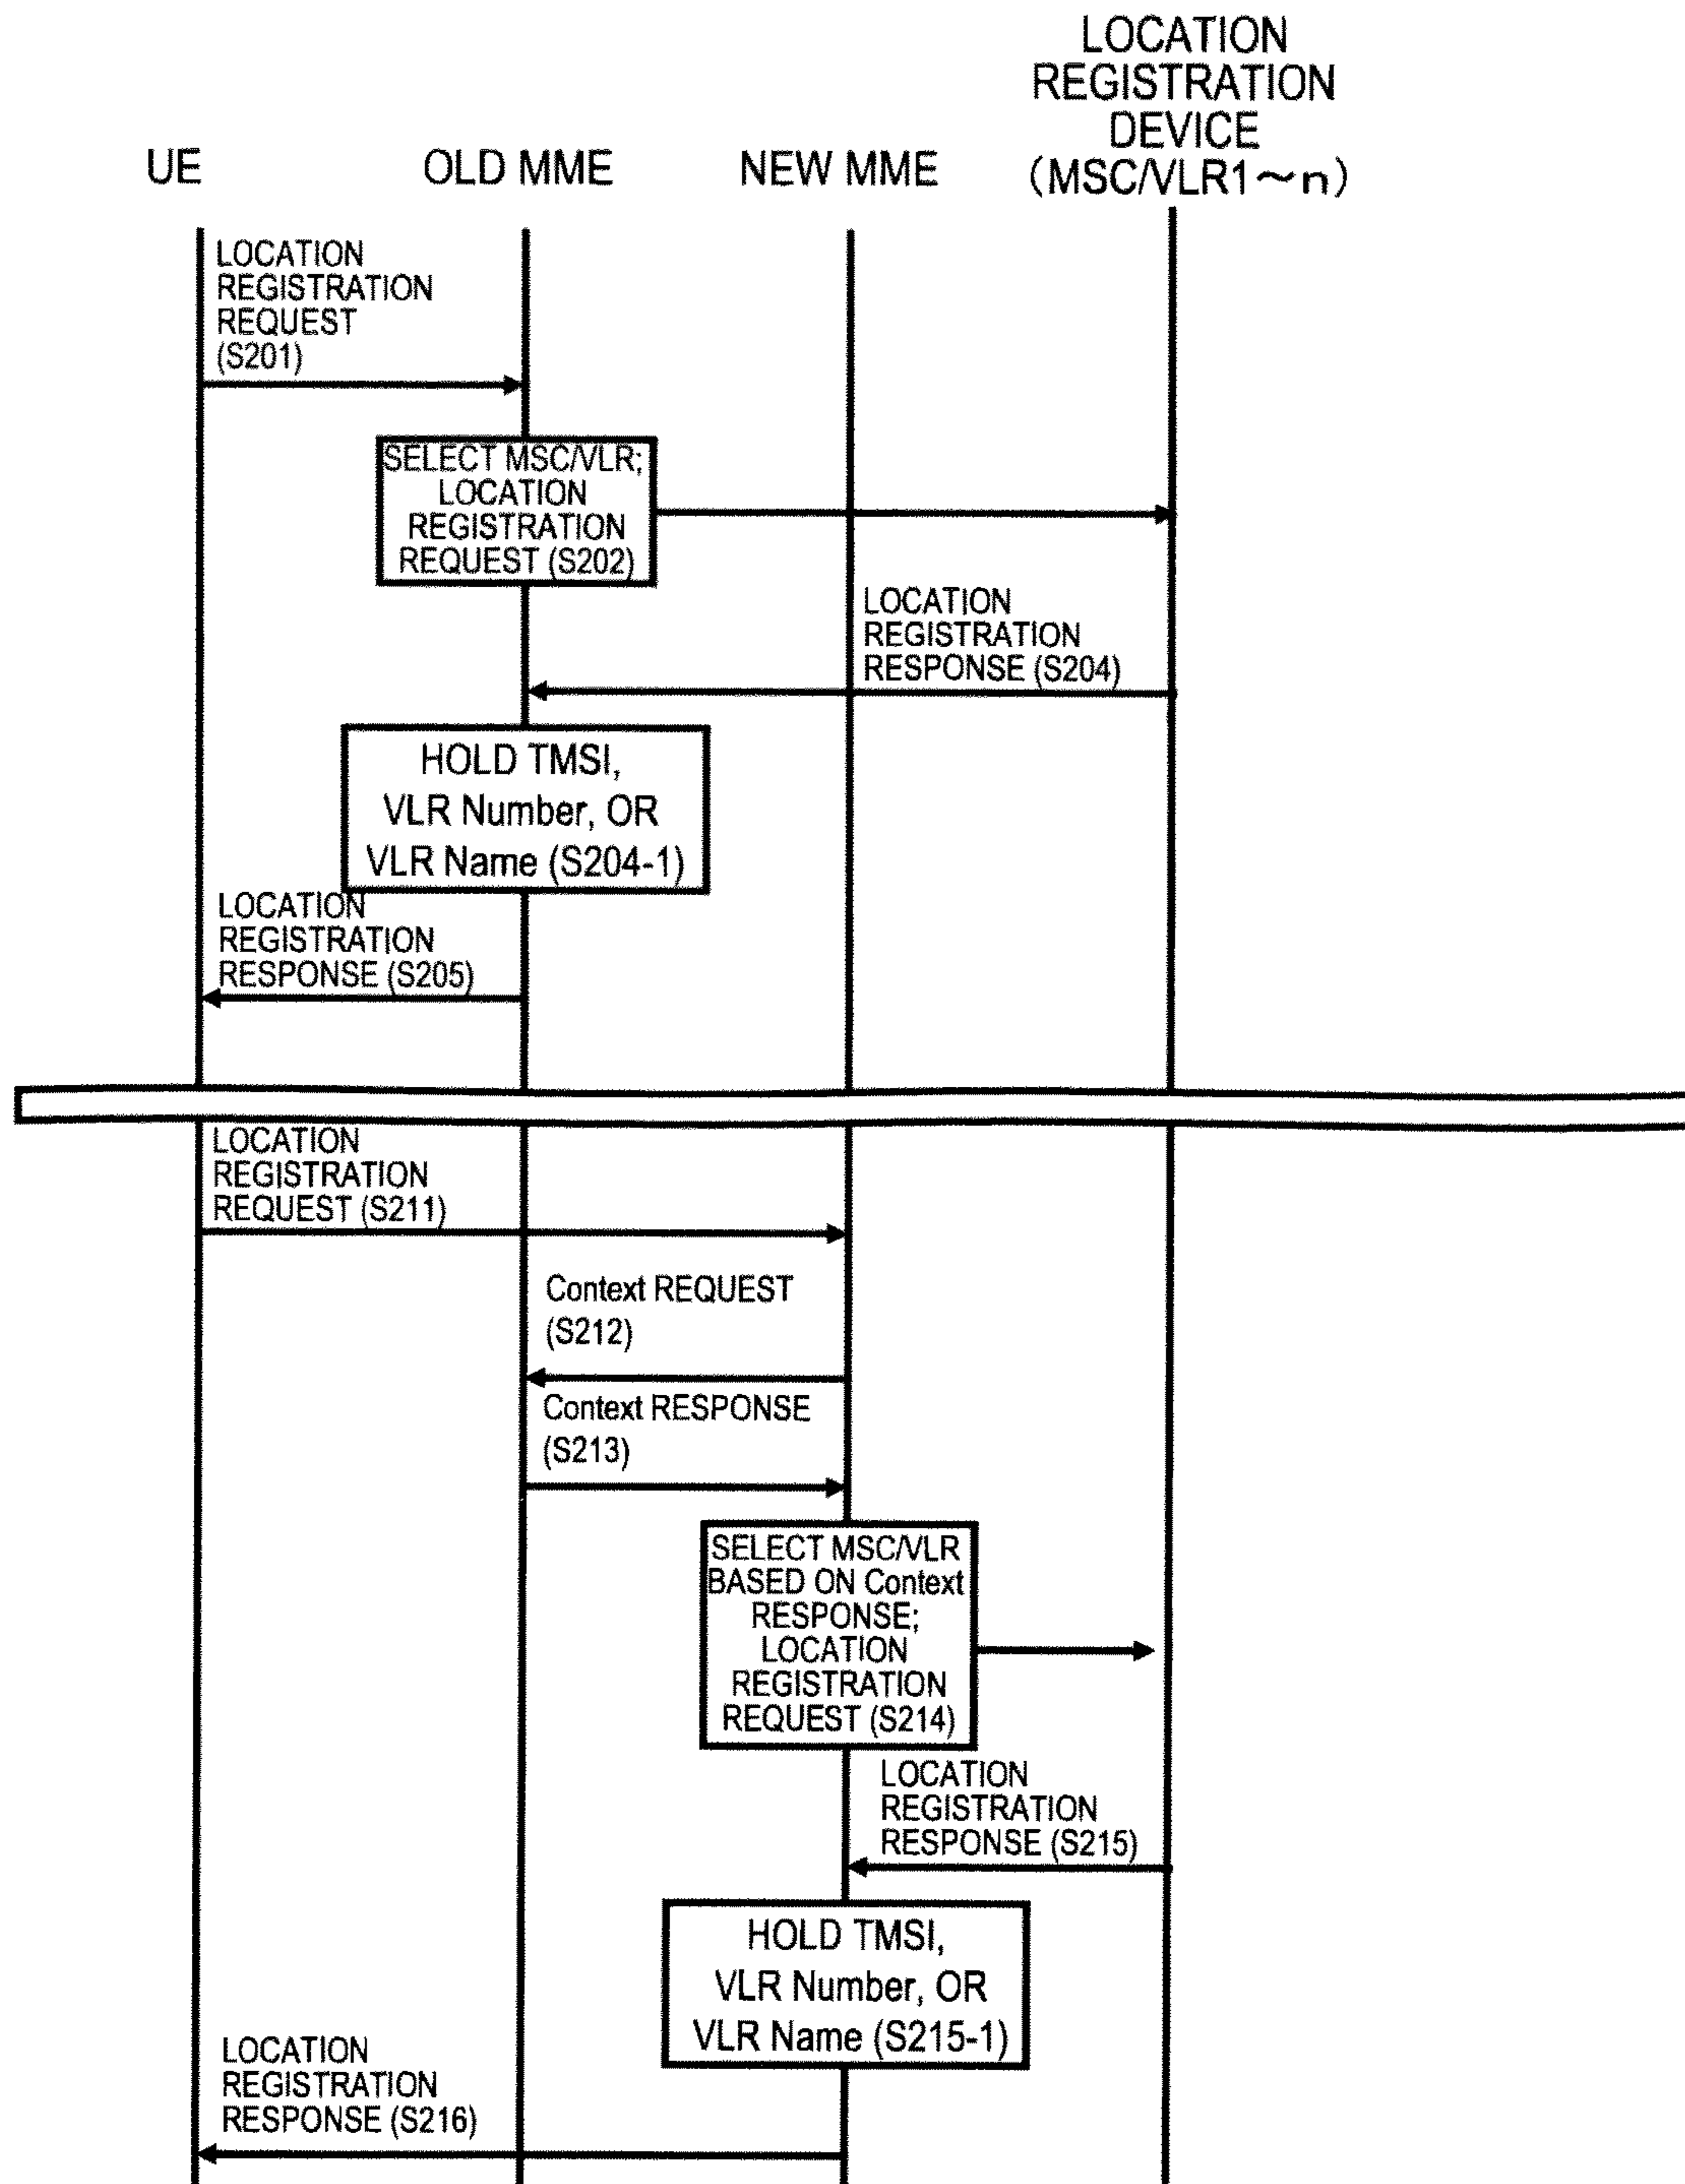 LOCATION
REGISTRATION
DEVICE
(MSC/VLR1～n)
UE
OLD MME
NEW MME
LOCATION
REGISTRATION
REQUEST
(S201)
SELECT MSC/VLR;
LOCATION
REGISTRATION
REQUEST (S202)
LOCATION
REGISTRATION
RESPONSE (S204)
HOLD TMSI,
VLR Number, OR
VLR Name (S204-1)
LOCATION
REGISTRATION
RESPONSE (S205)
LOCATION
REGISTRATION
REQUEST (S211)
Context REQUEST
(S212)
Context RESPONSE
(S213)
SELECT MSC/VLR
BASED ON Context
RESPONSE;
LOCATION
REGISTRATION
REQUEST (S214)
LOCATION
REGISTRATION
RESPONSE (S215)
HOLD TMSI,
VLR Number, OR
VLR Name (S215-1)
LOCATION
REGISTRATION
RESPONSE (S216)